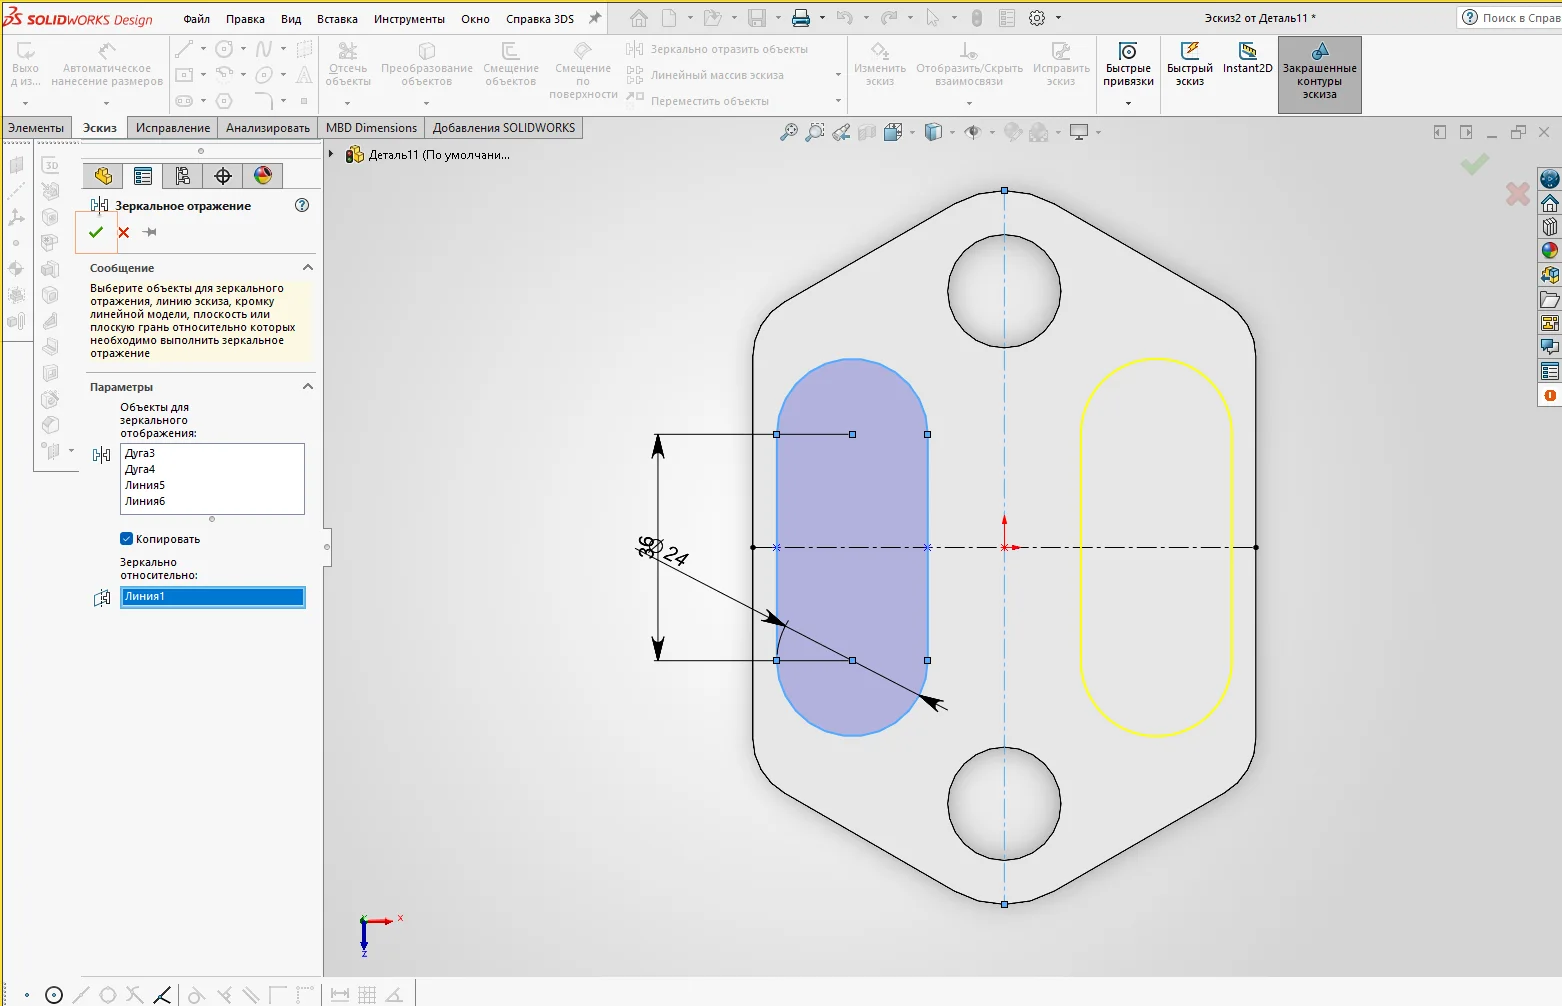 SOLIDWORKS Design
Файл Правка Вид Вставка Инструменты Окно Справка 3DS
Эскиз2 от Деталь11 *
Поиск в Справ
Выхо
д из...
Автоматическое
нанесение размеров
Отсечь
объекты
Преобразование
объектов
Смещение
объектов
Смещение
по
поверхности
Зеркально отразить объекты
Линейный массив эскиза
Переместить объекты
Изменить
эскиз
Отобразить/Скрыть
взаимосвязи
Исправить
эскиз
Быстрые
привязки
Быстрый
эскиз
Instant2D
Закрашенные
контуры
эскиза
Элементы Эскиз Исправление Анализировать MBD Dimensions Добавления SOLIDWORKS
3D
Деталь11 (По умолчани...
Зеркальное отражение
Сообщение
Выберите объекты для зеркального
отражения, линию эскиза, кромку
линейной модели, плоскость или
плоскую грань относительно которых
необходимо выполнить зеркальное
отражение
Параметры
Объекты для
зеркального
отображения:
Дуга3
Дуга4
Линия5
Линия6
Копировать
Зеркально
относительно:
Линия1
36
∅ 24
X
Y
Z